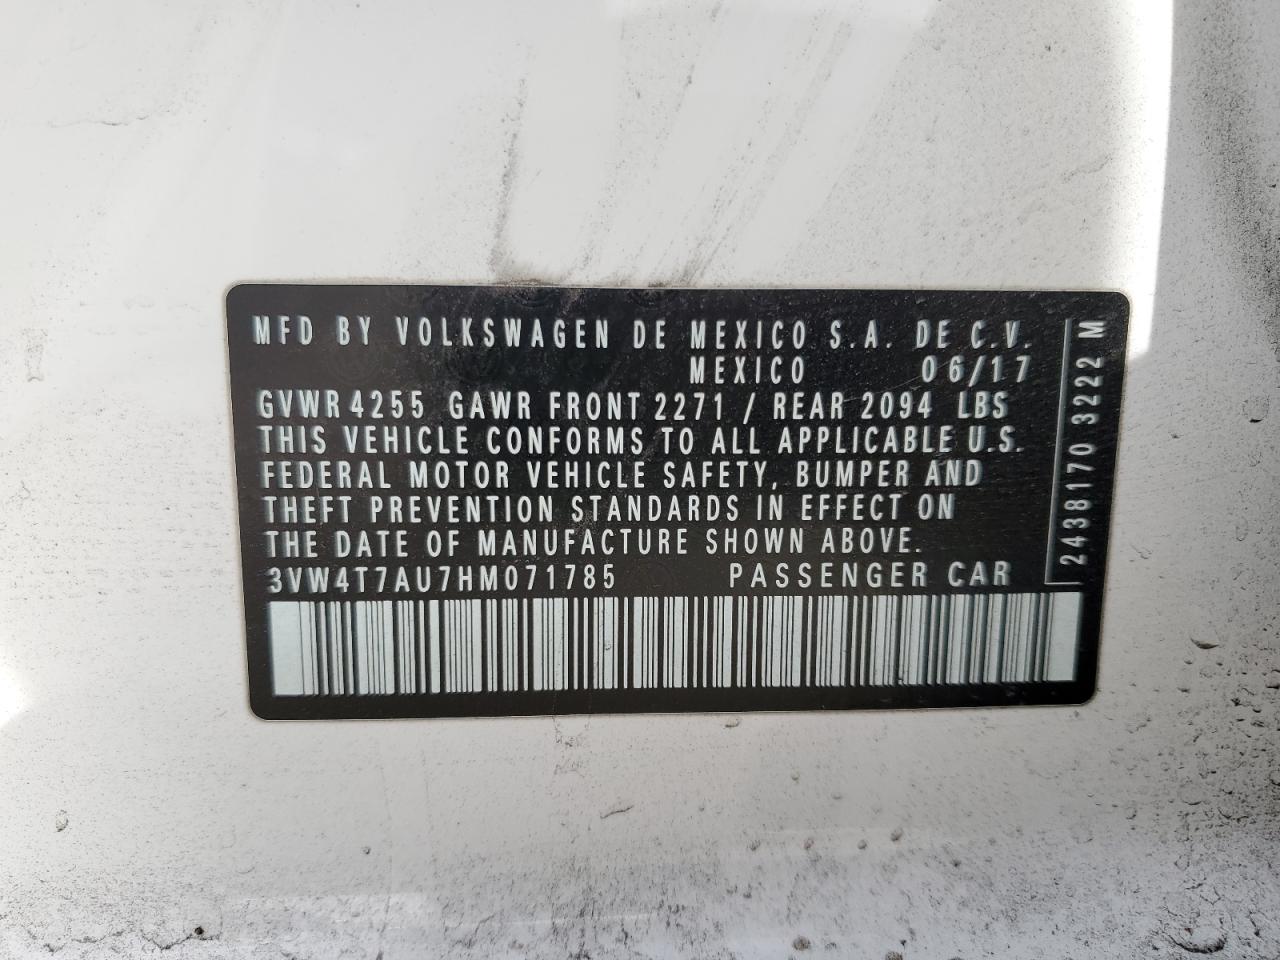 MFD BY VOLKSWAGEN DE MEXICO S.A. DE C.V.
MEXICO 06/17
GVWR 4255 GAWR FRONT 2271 / REAR 2094 LBS
THIS VEHICLE CONFORMS TO ALL APPLICABLE U.S.
FEDERAL MOTOR VEHICLE SAFETY, BUMPER AND
THEFT PREVENTION STANDARDS IN EFFECT ON
THE DATE OF MANUFACTURE SHOWN ABOVE.
3VW4T7AU7HM071785 PASSENGER CAR
2438170 3222 M